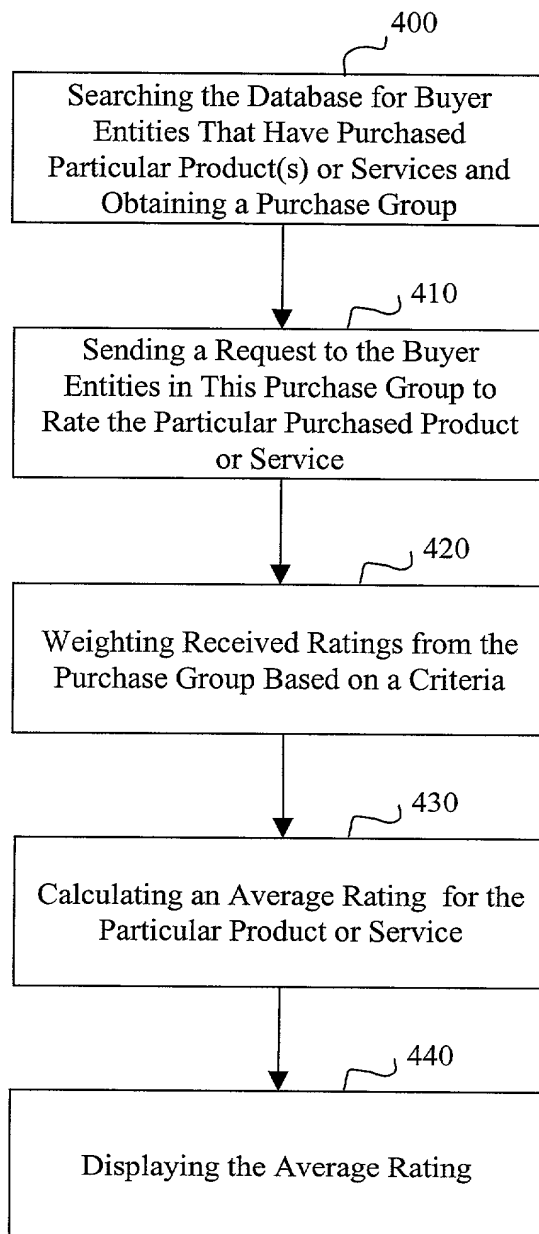 400
Searching the Database for Buyer
Entities That Have Purchased
Particular Product(s) or Services and
Obtaining a Purchase Group
410
Sending a Request to the Buyer
Entities in This Purchase Group to
Rate the Particular Purchased Product
or Service
420
Weighting Received Ratings from the
Purchase Group Based on a Criteria
430
Calculating an Average Rating for the
Particular Product or Service
440
Displaying the Average Rating